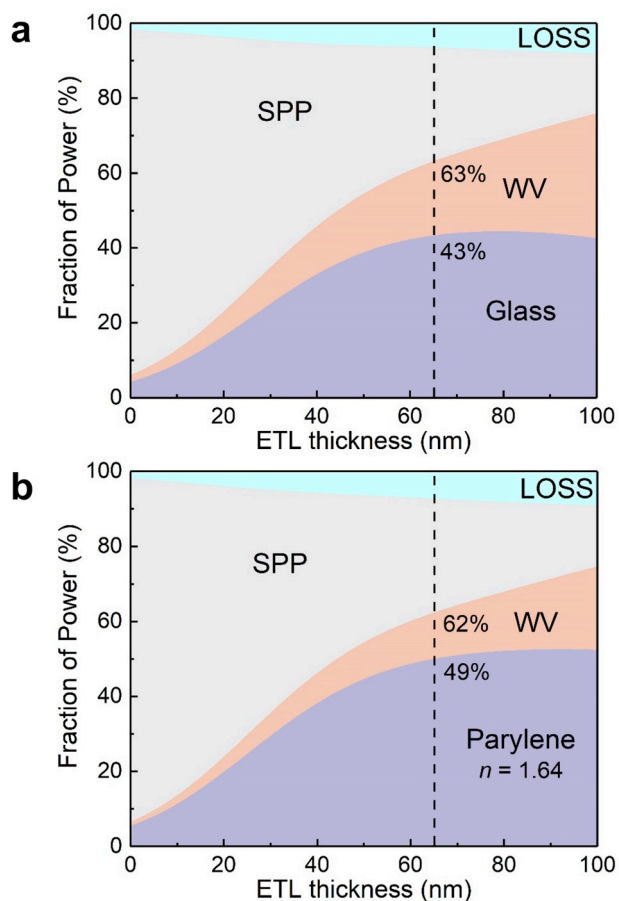 a
Fraction of Power (%)
100
80
60
40
20
0
LOSS
SPP
63%
WV
43%
Glass
0 20 40 60 80 100
ETL thickness (nm)
b
Fraction of Power (%)
100
80
60
40
20
0
LOSS
SPP
62%
WV
49%
Parylene
n = 1.64
0 20 40 60 80 100
ETL thickness (nm)